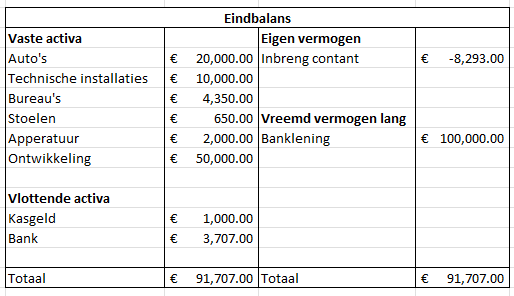 Eindbalans
Vaste activa Eigen vermogen
Auto's € 20,000.00 Inbreng contant € -8,293.00
Technische installaties € 10,000.00
Bureau's € 4,350.00
Stoelen € 650.00 Vreemd vermogen lang
Apperatuur € 2,000.00 Banklening € 100,000.00
Ontwikkeling € 50,000.00
Vlottende activa
Kasgeld € 1,000.00
Bank € 3,707.00
Totaal € 91,707.00 Totaal € 91,707.00